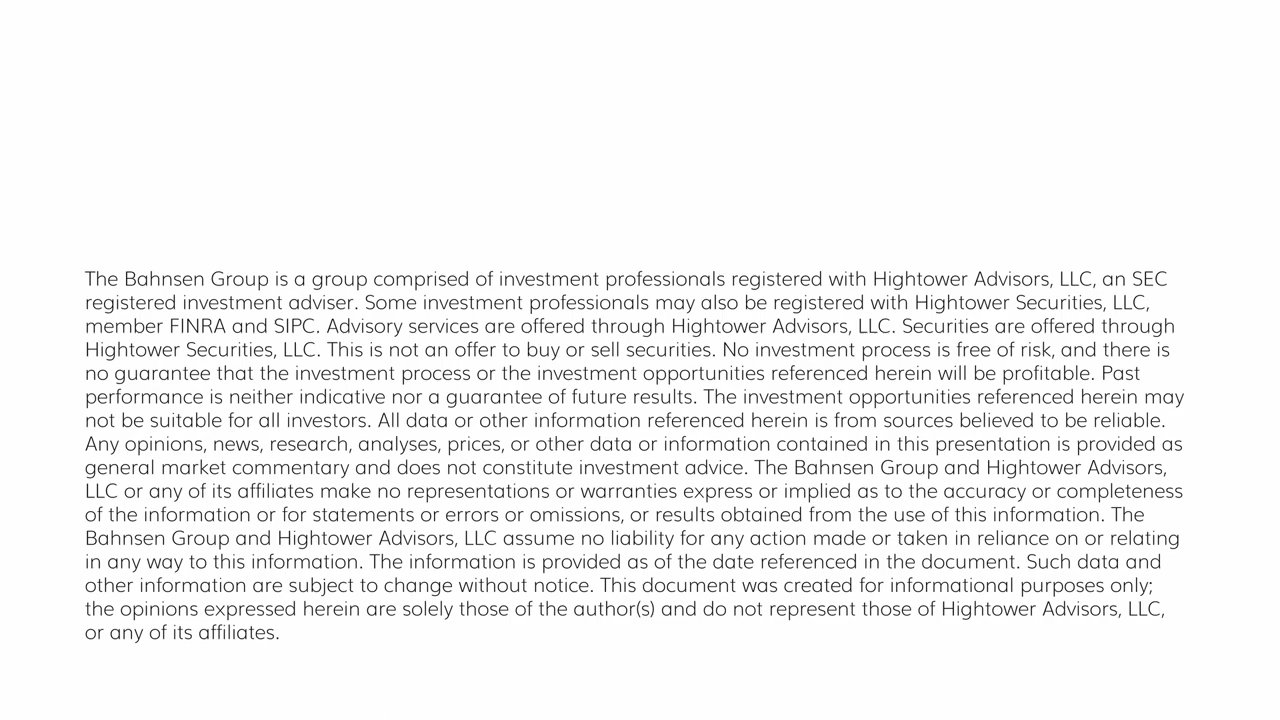 The Bahnsen Group is a group comprised of investment professionals registered with Hightower Advisors, LLC, an SEC
registered investment adviser. Some investment professionals may also be registered with Hightower Securities, LLC,
member FINRA and SIPC. Advisory services are offered through Hightower Advisors, LLC. Securities are offered through
Hightower Securities, LLC. This is not an offer to buy or sell securities. No investment process is free of risk, and there is
no guarantee that the investment process or the investment opportunities referenced herein will be profitable. Past
performance is neither indicative nor a guarantee of future results. The investment opportunities referenced herein may
not be suitable for all investors. All data or other information referenced herein is from sources believed to be reliable.
Any opinions, news, research, analyses, prices, or other data or information contained in this presentation is provided as
general market commentary and does not constitute investment advice. The Bahnsen Group and Hightower Advisors,
LLC or any of its affiliates make no representations or warranties express or implied as to the accuracy or completeness
of the information or for statements or errors or omissions, or results obtained from the use of this information. The
Bahnsen Group and Hightower Advisors, LLC assume no liability for any action made or taken in reliance on or relating
in any way to this information. The information is provided as of the date referenced in the document. Such data and
other information are subject to change without notice. This document was created for informational purposes only;
the opinions expressed herein are solely those of the author(s) and do not represent those of Hightower Advisors, LLC,
or any of its affiliates.